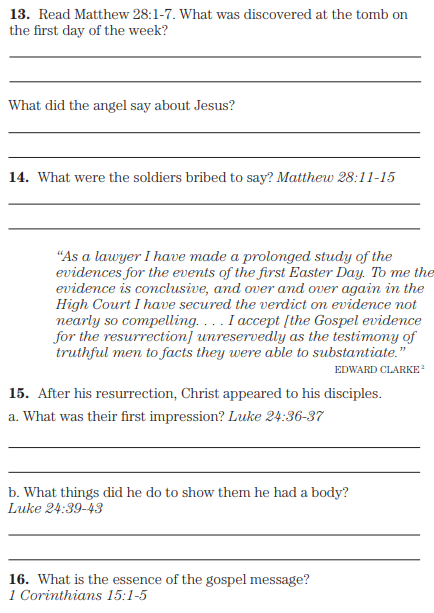 13. Read Matthew 28:1-7. What was discovered at the tomb on
the first day of the week?
What did the angel say about Jesus?
14. What were the soldiers bribed to say? Matthew 28:11-15
“As a lawyer I have made a prolonged study of the
evidences for the events of the first Easter Day. To me the
evidence is conclusive, and over and over again in the
High Court I have secured the verdict on evidence not
nearly so compelling. . . . I accept [the Gospel evidence
for the resurrection] unreservedly as the testimony of
truthful men to facts they were able to substantiate.”
EDWARD CLARKE 2
15. After his resurrection, Christ appeared to his disciples.
a. What was their first impression? Luke 24:36-37
b. What things did he do to show them he had a body?
Luke 24:39-43
16. What is the essence of the gospel message?
1 Corinthians 15:1-5